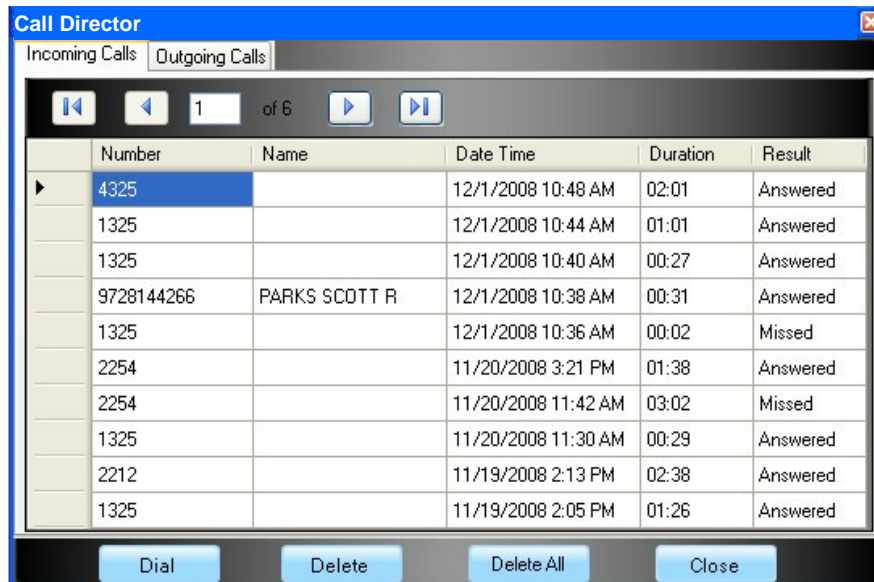 Call Director
Incoming Calls Outgoing Calls
1 of 6
Number Name Date Time Duration Result
4325 12/1/2008 10:48 AM 02:01 Answered
1325 12/1/2008 10:44 AM 01:01 Answered
1325 12/1/2008 10:40 AM 00:27 Answered
9728144266 PARKS SCOTT R 12/1/2008 10:38 AM 00:31 Answered
1325 12/1/2008 10:36 AM 00:02 Missed
2254 11/20/2008 3:21 PM 01:38 Answered
2254 11/20/2008 11:42 AM 03:02 Missed
1325 11/20/2008 11:30 AM 00:29 Answered
2212 11/19/2008 2:13 PM 02:38 Answered
1325 11/19/2008 2:05 PM 01:26 Answered
Dial Delete Delete All Close